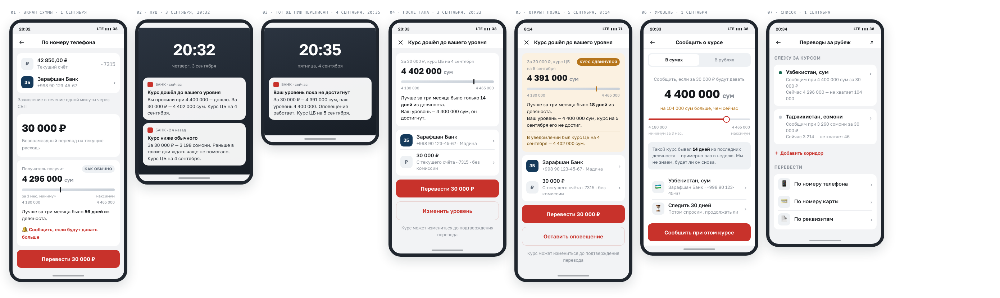 01 · ЭКРАН СУММЫ · 1 СЕНТЯБРЯ
20:32
LTE ▮▮▮ 38
←
По номеру телефона
₽
42 850,00 ₽
Текущий счёт
··7315
ЗБ
Зарафшан Банк
+998 90 123-45-67
›
Зачисление в течение одной минуты через
СБП
30 000 ₽
Безвозмездный перевод на текущие
расходы
Получатель получит
КАК ОБЫЧНО
4 296 000 сум
за 3 мес. минимум
максимум
4 180 000
4 465 000
Лучше за три месяца было 56 дней из
девяноста.
🔔 Сообщить, если будут давать
больше
Перевести 30 000 ₽
02 · ПУШ · 3 СЕНТЯБРЯ, 20:32
20:32
четверг, 3 сентября
БАНК · сейчас
Курс дошёл до вашего уровня
Вы просили при 4 400 000 — дошло. За
30 000 ₽ — 4 402 000 сум. Курс ЦБ на 4
сентября.
БАНК · 2 ч назад
Курс ниже обычного
За 30 000 ₽ — 3 198 сомони. Раньше в
такие дни ждать чаще не помогало.
Курс ЦБ на 4 сентября.
03 · ТОТ ЖЕ ПУШ ПЕРЕПИСАН · 4 СЕНТЯБРЯ, 20:35
20:35
пятница, 4 сентября
БАНК · сейчас
Ваш уровень пока не достигнут
За 30 000 ₽ — 4 391 000 сум, ваш
уровень 4 400 000. Оповещение
работает. Курс ЦБ на 5 сентября.
04 · ПОСЛЕ ТАПА · 3 СЕНТЯБРЯ, 20:33
20:33
LTE ▮▮▮ 38
✕
Курс дошёл до вашего уровня
За 30 000 ₽, курс ЦБ на 4 сентября
4 402 000 сум
4 180 000
4 465 000
Лучше за три месяца было только 14
дней из девяноста.
Ваш уровень — 4 400 000 сум, он
достигнут.
ЗБ
Зарафшан Банк
+998 90 123-45-67 · Мадина
›
₽
30 000 ₽
С текущего счёта ··7315 · без
комиссии
›
Перевести 30 000 ₽
Изменить уровень
Курс может измениться до подтверждения
перевода
05 · ОТКРЫТ ПОЗЖЕ · 5 СЕНТЯБРЯ, 8:14
8:14
LTE ▮▮▮ 71
✕
Курс дошёл до вашего уровня
За 30 000 ₽, курс ЦБ
на 5 сентября
КУРС СДВИНУЛСЯ
4 391 000 сум
4 180 000
4 465 000
Лучше за три месяца было 18 дней из
девяноста.
Ваш уровень — 4 400 000 сум, курс на 5
сентября его не достиг.
В уведомлении был курс ЦБ на 4
сентября — 4 402 000 сум.
ЗБ
Зарафшан Банк
+998 90 123-45-67 · Мадина
›
₽
30 000 ₽
С текущего счёта ··7315 · без
комиссии
›
Перевести 30 000 ₽
Оставить оповещение
Курс может измениться до подтверждения
перевода
06 · УРОВЕНЬ · 1 СЕНТЯБРЯ
20:33
LTE ▮▮▮ 38
←
Сообщить о курсе
В сумах
В рублях
Сообщить, если за 30 000 ₽ будут давать
4 400 000 сум
на 104 000 сум больше, чем сейчас
4 180 000
4 465 000
минимум за 3 мес.
максимум
Такой курс бывал 14 дней из последних
девяноста — примерно раз в неделю. Мы
не знаем, будет ли он снова.
Узбекистан, сум
Зарафшан Банк · +998 90 123-
45-67
›
Следить 30 дней
Потом спросим, продолжать ли
›
Сообщить при этом курсе
07 · СПИСОК · 1 СЕНТЯБРЯ
20:34
LTE ▮▮▮ 38
←
Переводы за рубеж
СЛЕЖУ ЗА КУРСОМ
Узбекистан, сум
›
Сообщим при 4 400 000 сум за 30
000 ₽
Сейчас 4 296 000 — не хватает 104
000
Таджикистан, сомони
›
Сообщим при 3 260 сомони за 30
000 ₽
Сейчас 3 214 — не хватает 46
+ Добавить коридор
ПЕРЕВЕСТИ
По номеру телефона
›
По номеру карты
›
По реквизитам
›